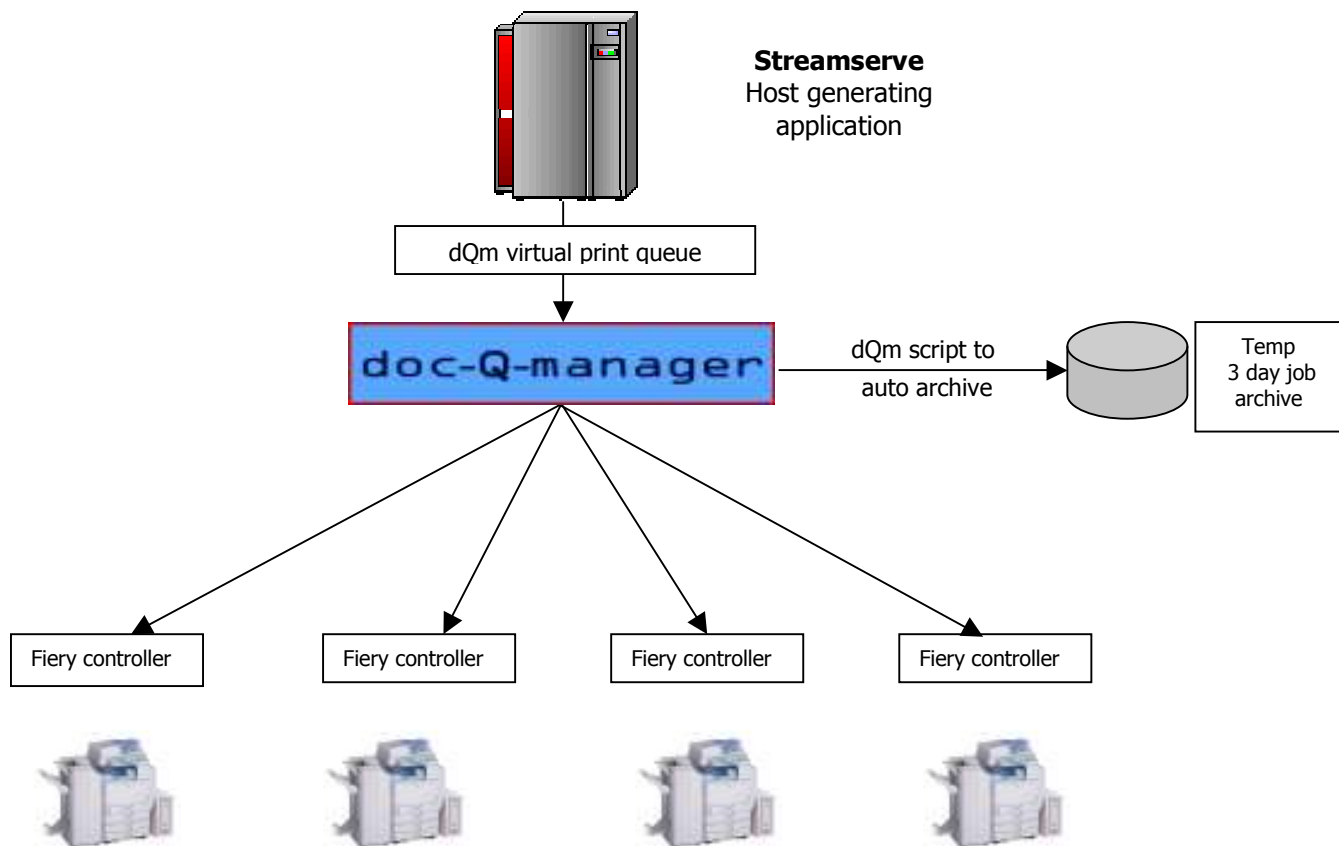 Streamserve
Host generating
application
dQm virtual print queue
doc-Q-manager
dQm script to
auto archive
Temp
3 day job
archive
Fiery controller
Fiery controller
Fiery controller
Fiery controller